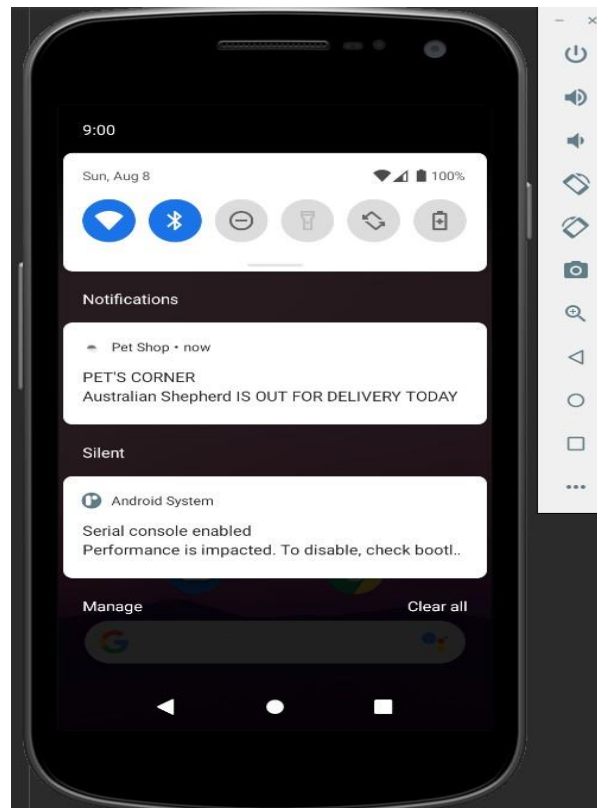 9:00
Sun, Aug 8
100%
Notifications
Pet Shop • now
PET'S CORNER
Australian Shepherd IS OUT FOR DELIVERY TODAY
Silent
Android System
Serial console enabled
Performance is impacted. To disable, check bootl..
Manage
Clear all
G